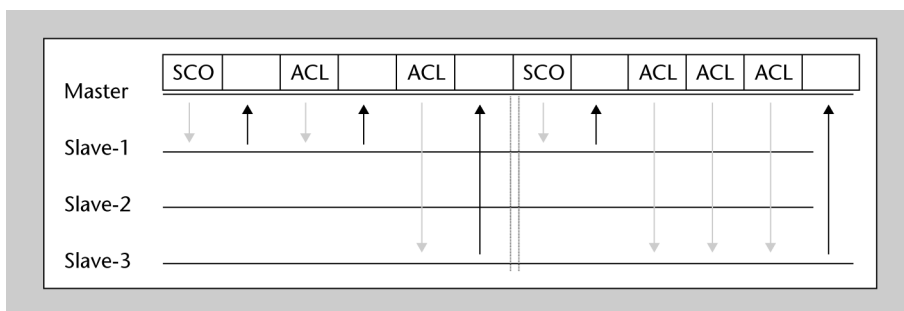 SCO ACL ACL SCO ACL ACL ACL
Master
Slave-1
Slave-2
Slave-3